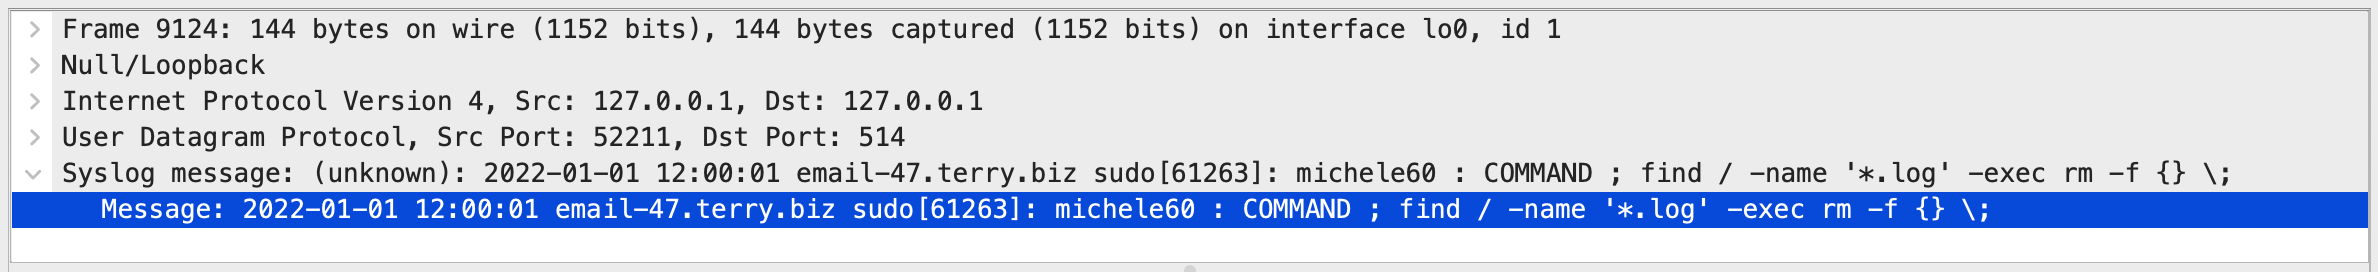 Frame 9124: 144 bytes on wire (1152 bits), 144 bytes captured (1152 bits) on interface lo0, id 1
Null/Loopback
Internet Protocol Version 4, Src: 127.0.0.1, Dst: 127.0.0.1
User Datagram Protocol, Src Port: 52211, Dst Port: 514
Syslog message: (unknown): 2022-01-01 12:00:01 email-47.terry.biz sudo[61263]: michele60 : COMMAND ; find / -name '*.log' -exec rm -f {} \;
Message: 2022-01-01 12:00:01 email-47.terry.biz sudo[61263]: michele60 : COMMAND ; find / -name '*.log' -exec rm -f {} \;